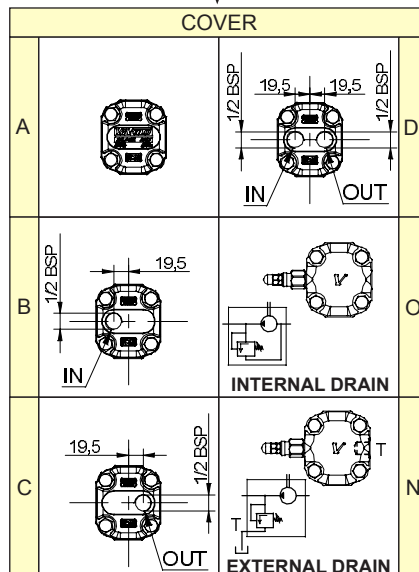 COVER
A
19,5
19,5
1/2 BSP
1/2 BSP
IN
OUT
D
B
1/2 BSP
19,5
IN
INTERNAL DRAIN
O
C
19,5
1/2 BSP
OUT
T
T
EXTERNAL DRAIN
N